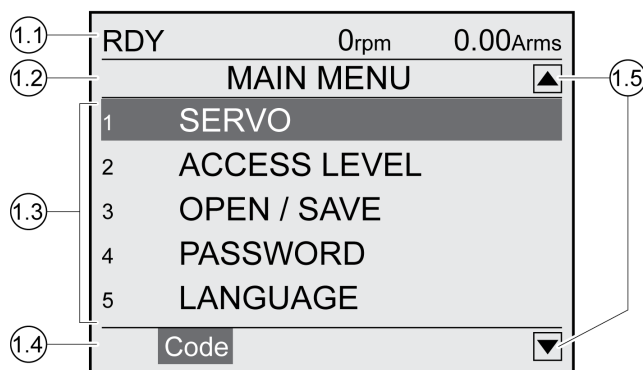 1.1 RDY 0rpm 0.00Arms
1.2 MAIN MENU 1.5
1 SERVO
2 ACCESS LEVEL
1.3 3 OPEN / SAVE
4 PASSWORD
5 LANGUAGE
1.4 Code